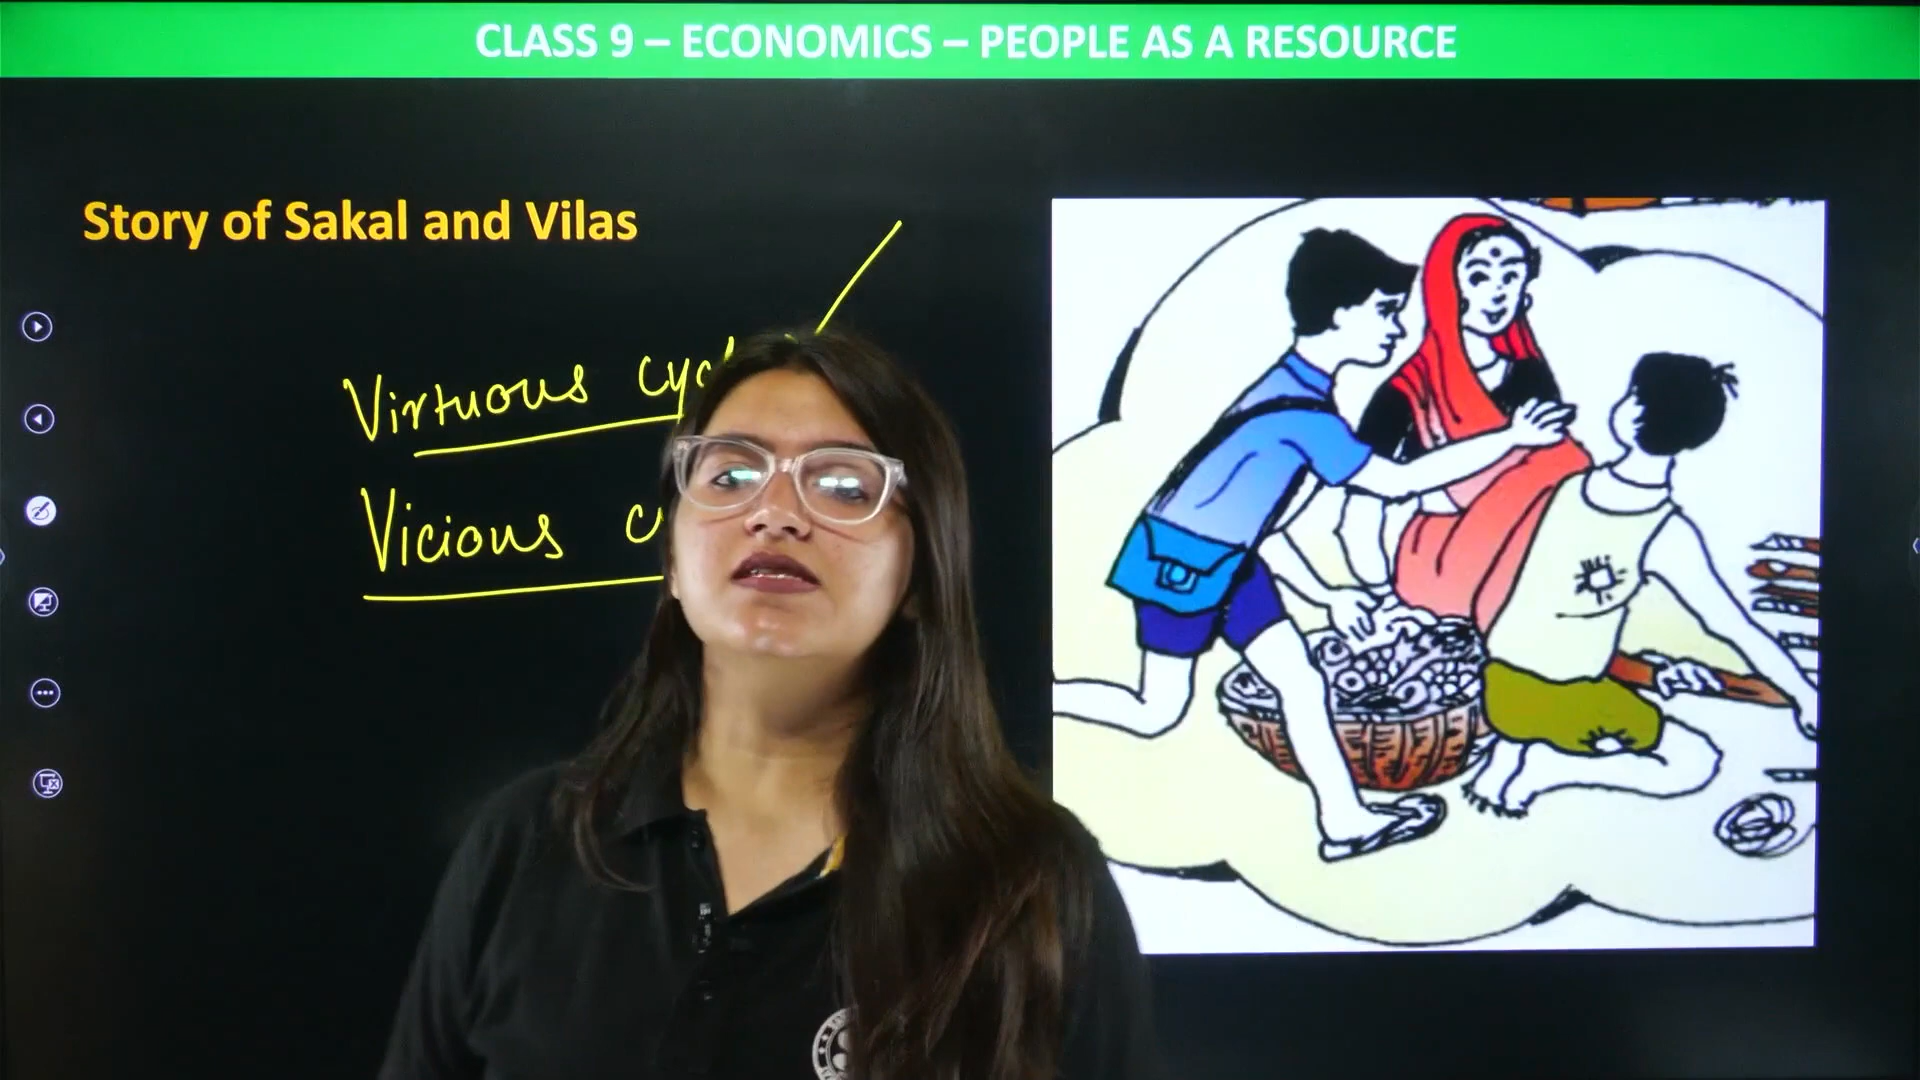 CLASS 9 – ECONOMICS – PEOPLE AS A RESOURCE
Story of Sakal and Vilas
Virtuous
Vicious